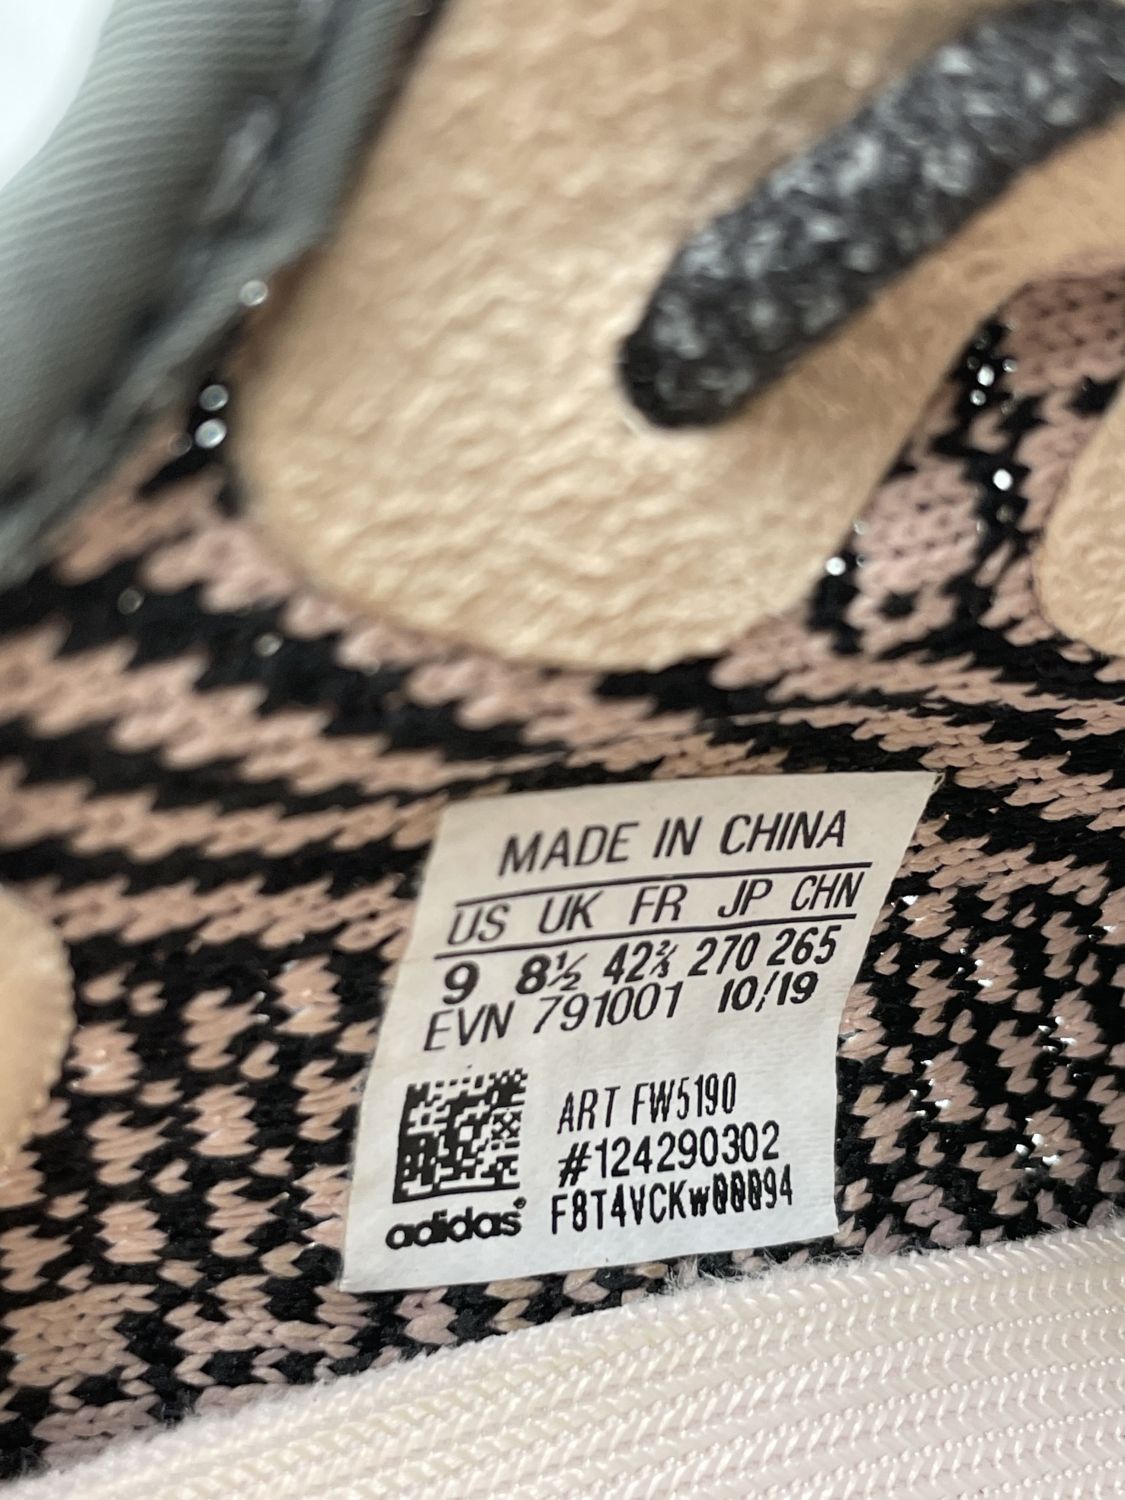 MADE IN CHINA
US UK FR JP CHN
9 8½ 42⅔ 270 265
EVN 791001 10/19
ART FW5190
#124290302
F8T4VCKw00094
adidas®